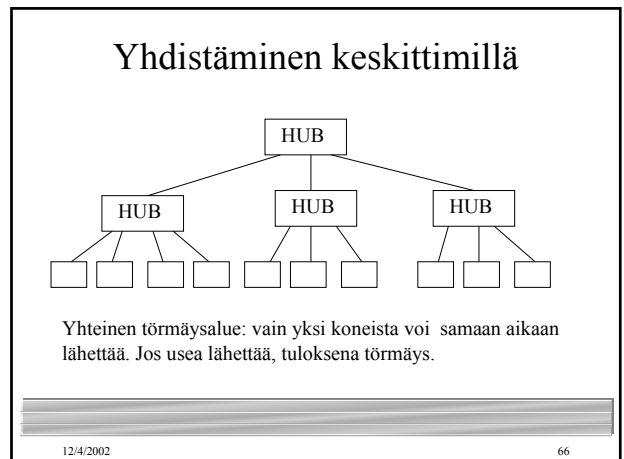 Yhdistäminen keskittimillä
HUB
HUB
HUB
HUB
Yhteinen törmäysalue: vain yksi koneista voi samaan aikaan
lähettää. Jos usea lähettää, tuloksena törmäys.
12/4/2002
66